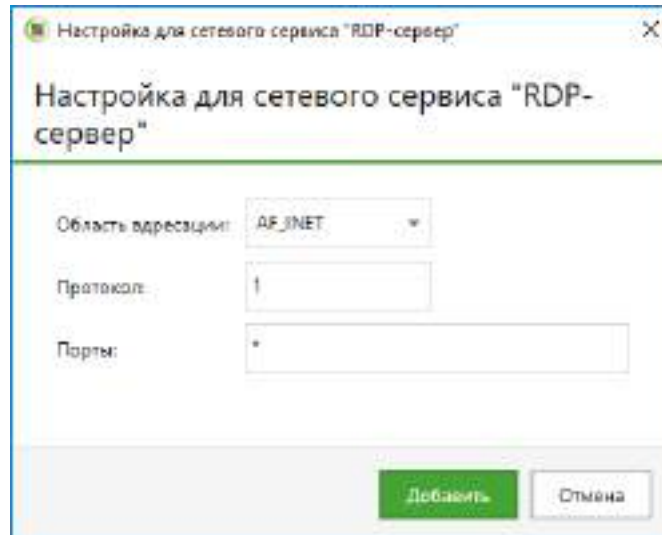 Настройка для сетевого сервиса "RDP-сервер"
Настройка для сетевого сервиса "RDP-
сервер"
Область адресации: AF_INET
Протокол: 1
Порты: *
Добавить Отмена